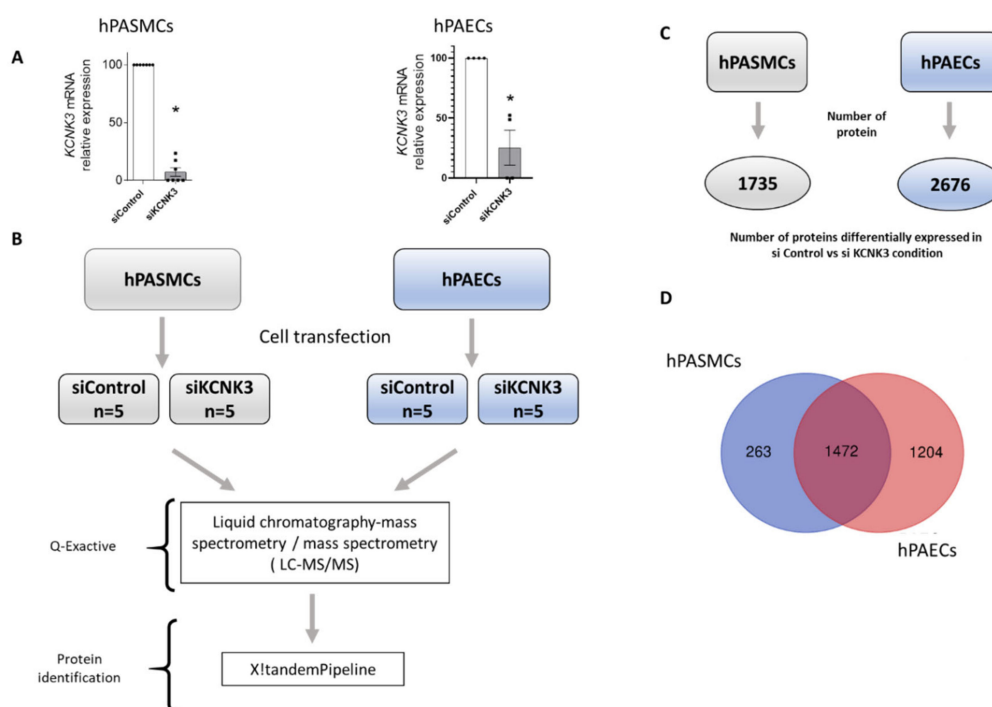 hPASMCs
hPAECs
A
KCNK3 mRNA
relative expression
100
50
0
siControl
siKCNK3
*
KCNK3 mRNA
relative expression
100
50
0
siControl
siKCNK3
*
B
hPASMCs
hPAECs
Cell transfection
siControl
n=5
siKCNK3
n=5
siControl
n=5
siKCNK3
n=5
Q-Exactive
Liquid chromatography-mass
spectrometry / mass spectrometry
( LC-MS/MS)
Protein
identification
X!tandemPipeline
C
hPASMCs
hPAECs
Number of
protein
1735
2676
Number of proteins differentially expressed in
si Control vs si KCNK3 condition
D
hPASMCs
263
1472
1204
hPAECs